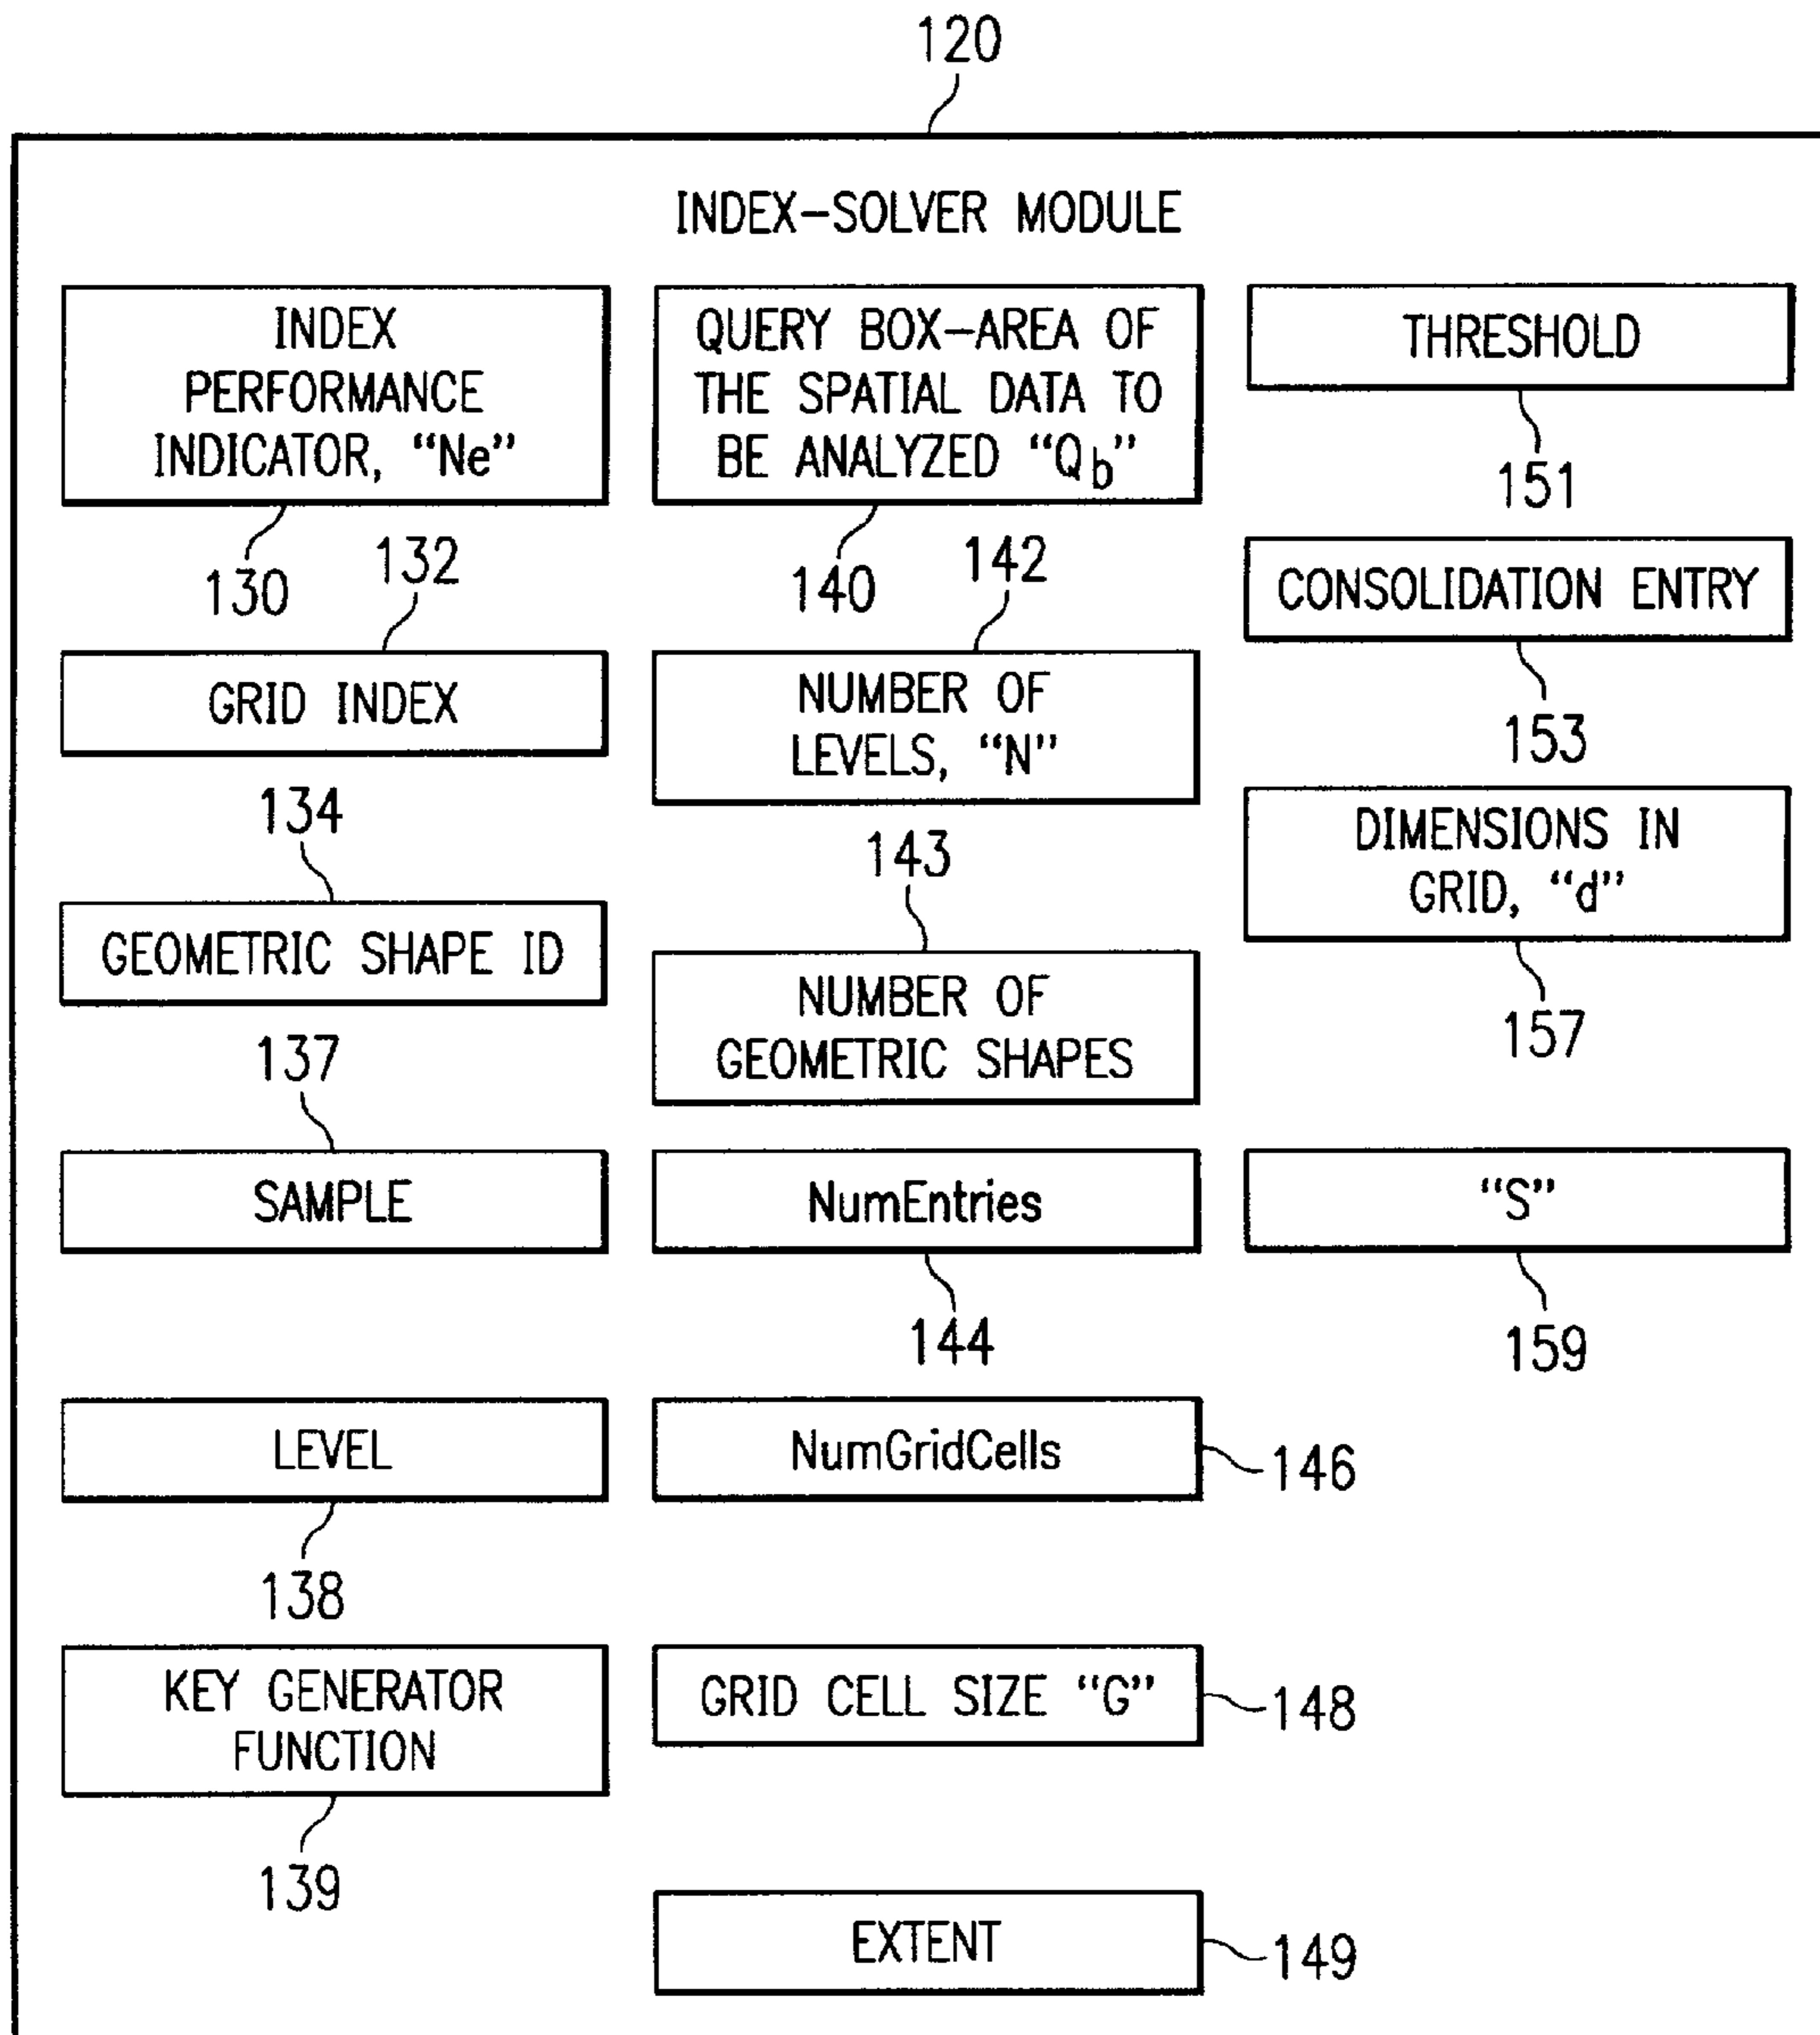 120
INDEX-SOLVER MODULE
INDEX
PERFORMANCE
INDICATOR, “Ne”
130
132
GRID INDEX
134
GEOMETRIC SHAPE ID
137
SAMPLE
LEVEL
138
KEY GENERATOR
FUNCTION
139
QUERY BOX-AREA OF
THE SPATIAL DATA TO
BE ANALYZED “Qb”
140
142
NUMBER OF
LEVELS, “N”
143
NUMBER OF
GEOMETRIC SHAPES
NumEntries
144
NumGridCells
146
GRID CELL SIZE “G”
148
EXTENT
149
THRESHOLD
151
CONSOLIDATION ENTRY
153
DIMENSIONS IN
GRID, “d”
157
“S”
159